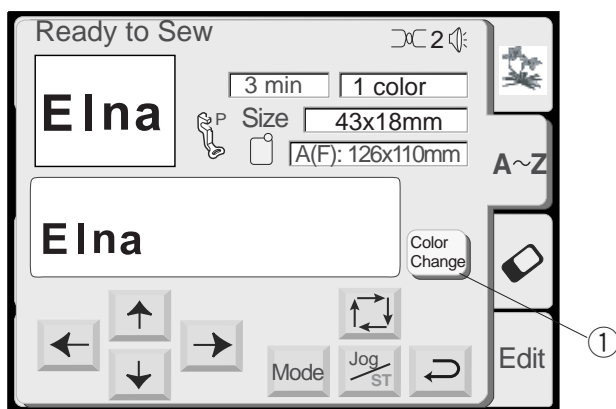 Ready to Sew
2
3 min
1 color
Elna
P
Size
43x18mm
A(F): 126x110mm
A~Z
Elna
Color
Change
1
Mode
Jog
ST
Edit